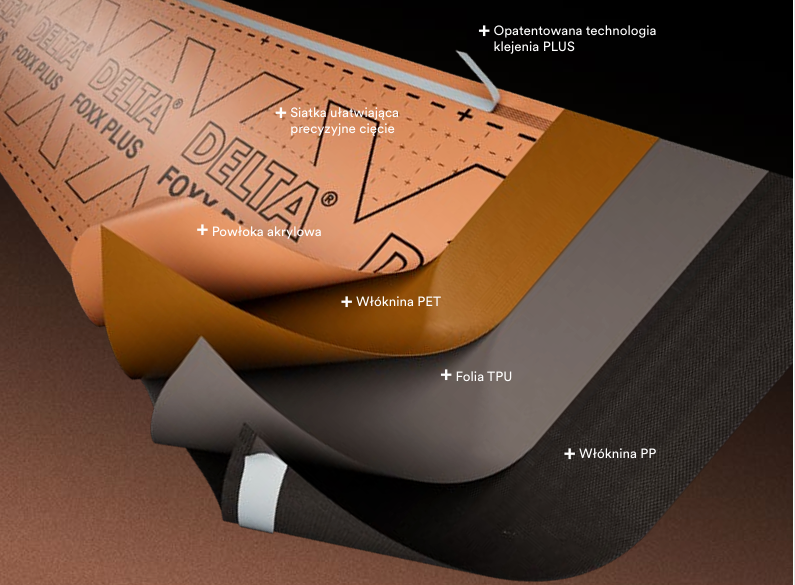 + Opatentowana technologia
klejenia PLUS
+ Siatka ułatwiająca
precyzyjne cięcie
DELTA®
FOXX PLUS
DELTA®
FOXX PLUS
DELTA®
FOXX PLUS
+ Powłoka akrylowa
+ Włóknina PET
+ Folia TPU
+ Włóknina PP